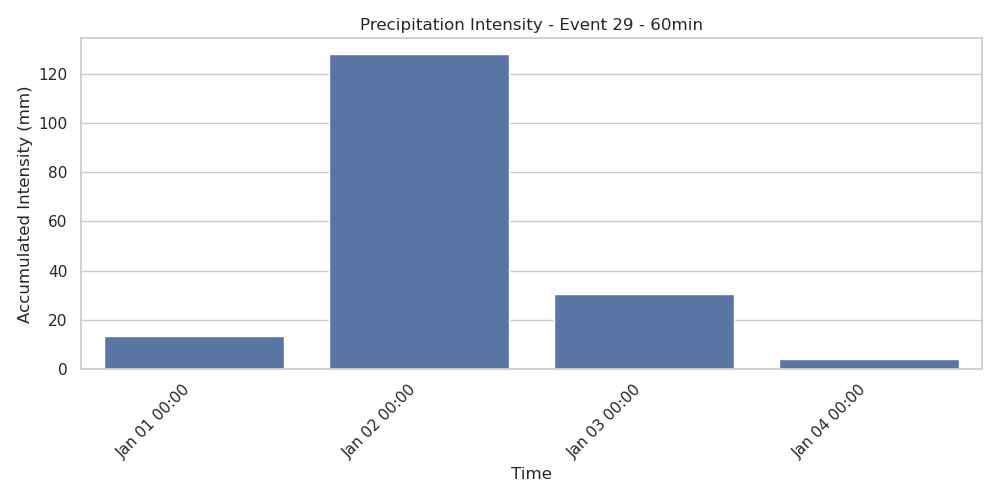 Precipitation Intensity - Event 29 - 60min
Accumulated Intensity (mm)
120
100
80
60
40
20
0
Jan 01 00:00
Jan 02 00:00
Jan 03 00:00
Jan 04 00:00
Time